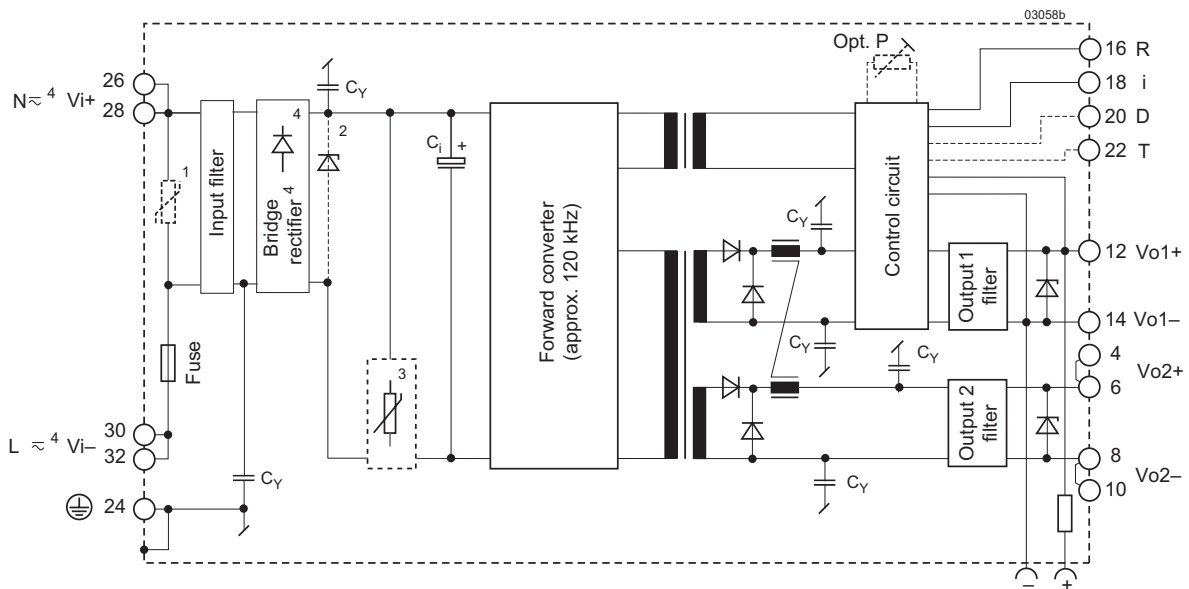 03058b
Opt. P
16 R
18 i
20 D
22 T
26
N≂ 4 Vi+
28
CY
4
2
1
Ci
+
Input filter
Bridge rectifier 4
Forward converter
(approx. 120 kHz)
Control circuit
CY
12 Vo1+
Output 1
filter
14 Vo1–
CY
CY
4
Vo2+
6
Fuse
3
Output 2
filter
30
L ≂ 4 Vi–
32
8
Vo2–
10
CY
CY
24
– +